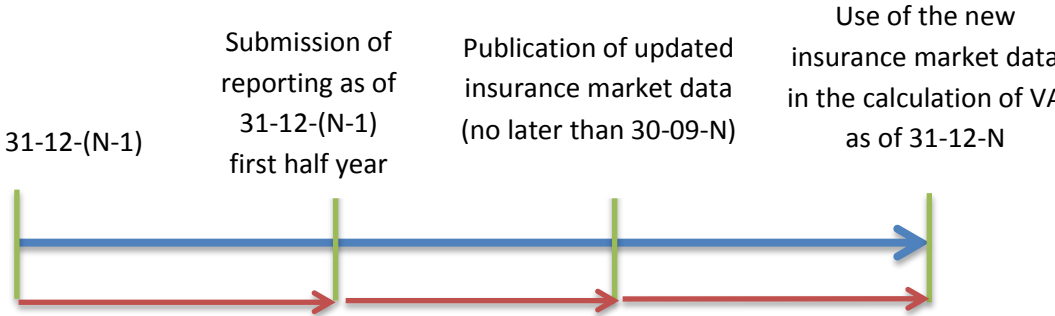 31-12-(N-1)
Submission of
reporting as of
31-12-(N-1)
first half year
Publication of updated
insurance market data
(no later than 30-09-N)
Use of the new
insurance market data
in the calculation of VA
as of 31-12-N